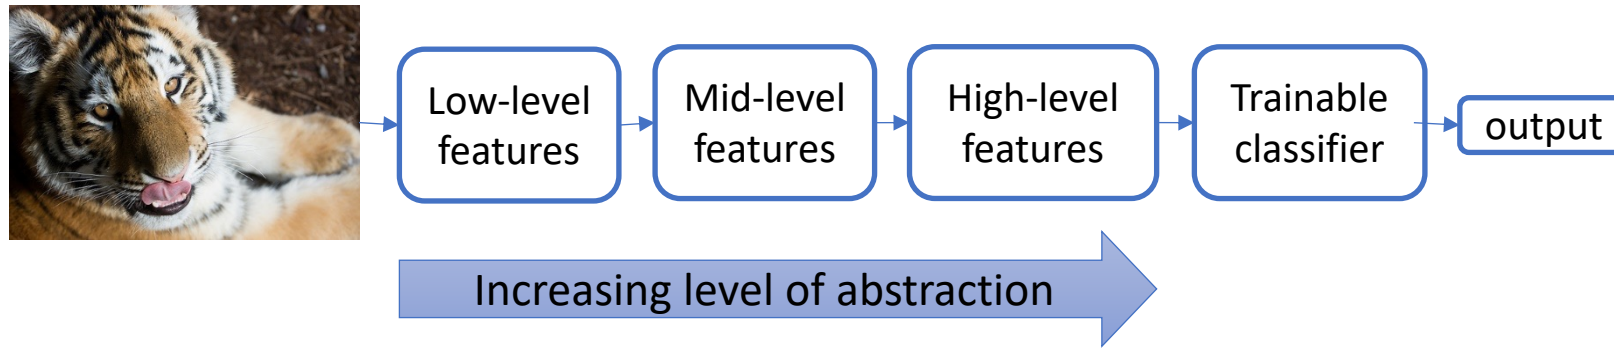 Low-level
features
Mid-level
features
High-level
features
Trainable
classifier
output
Increasing level of abstraction